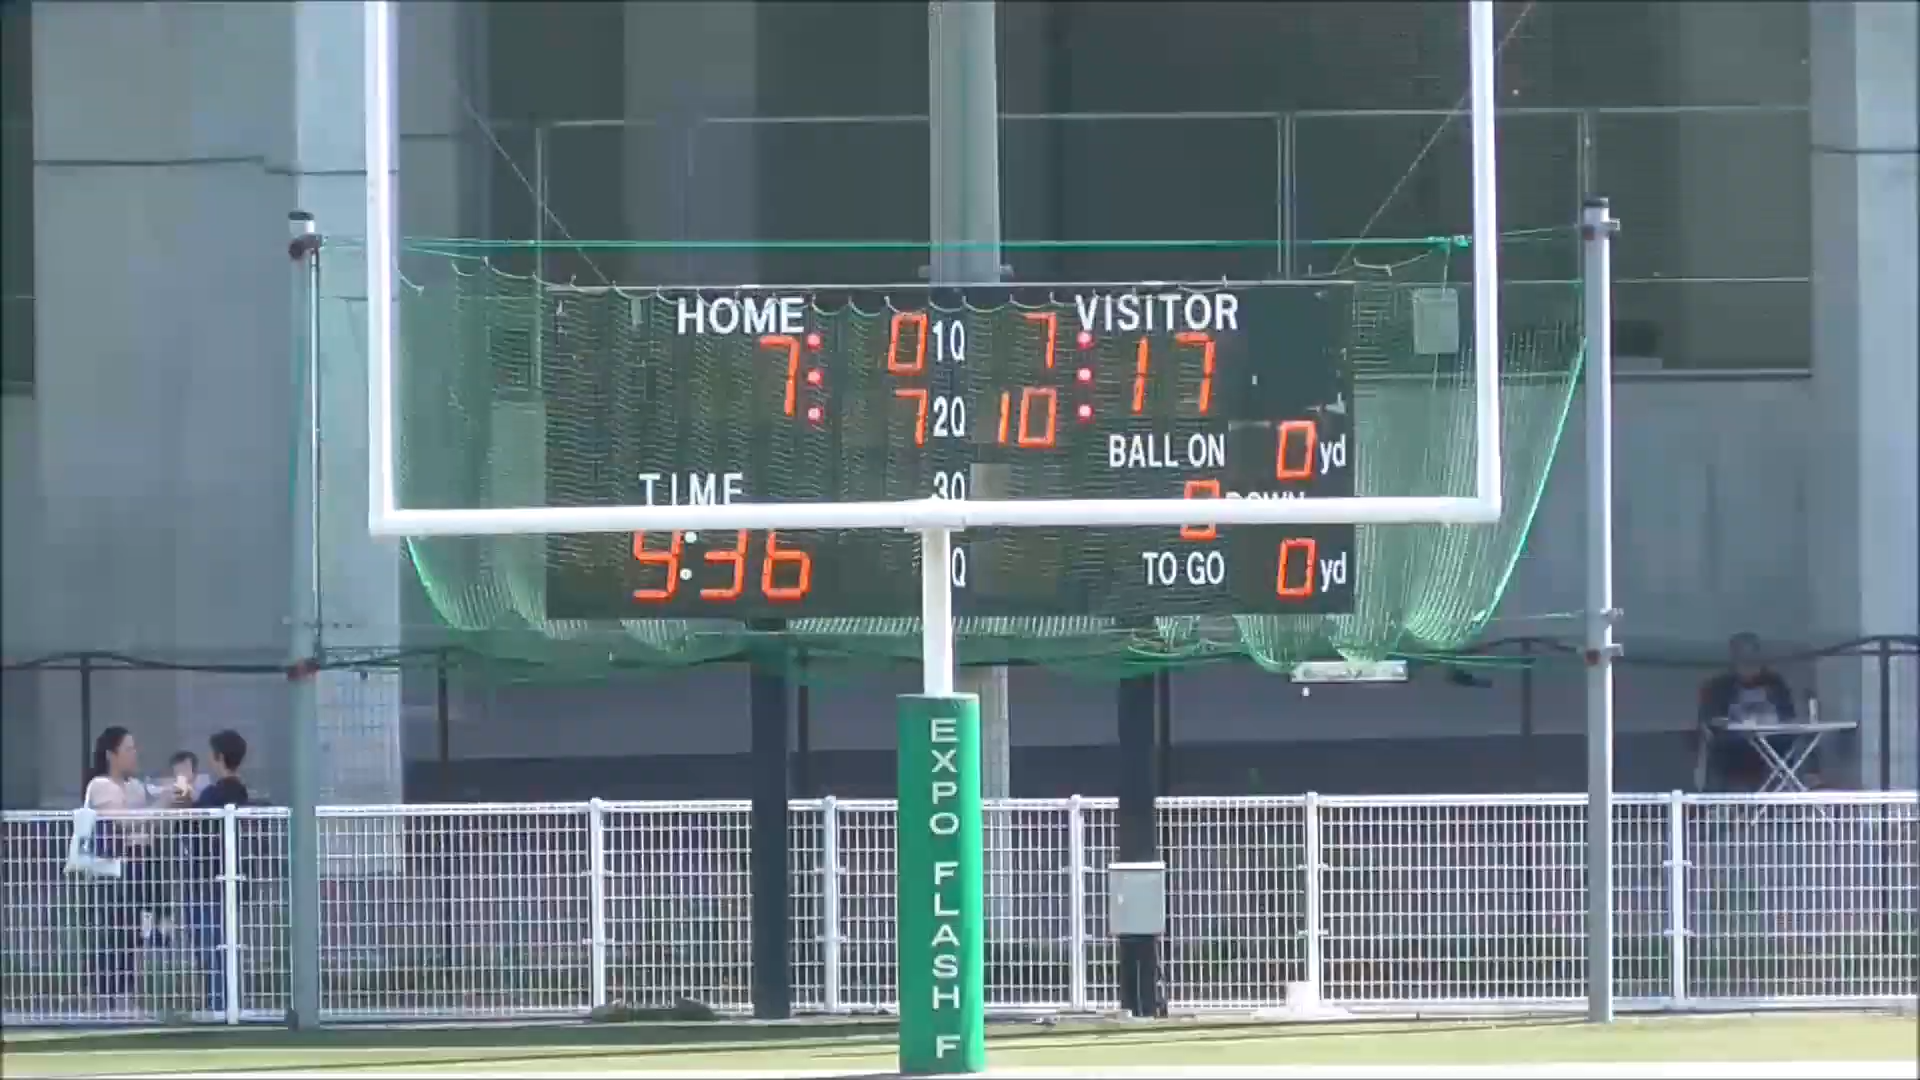 HOME VISITOR
7 0 1Q 7 17
7 2Q 10
BALL ON 0 yd
TIME 3Q 0 DOWN
:36 Q TO GO 0 yd
EXPO FLASH F